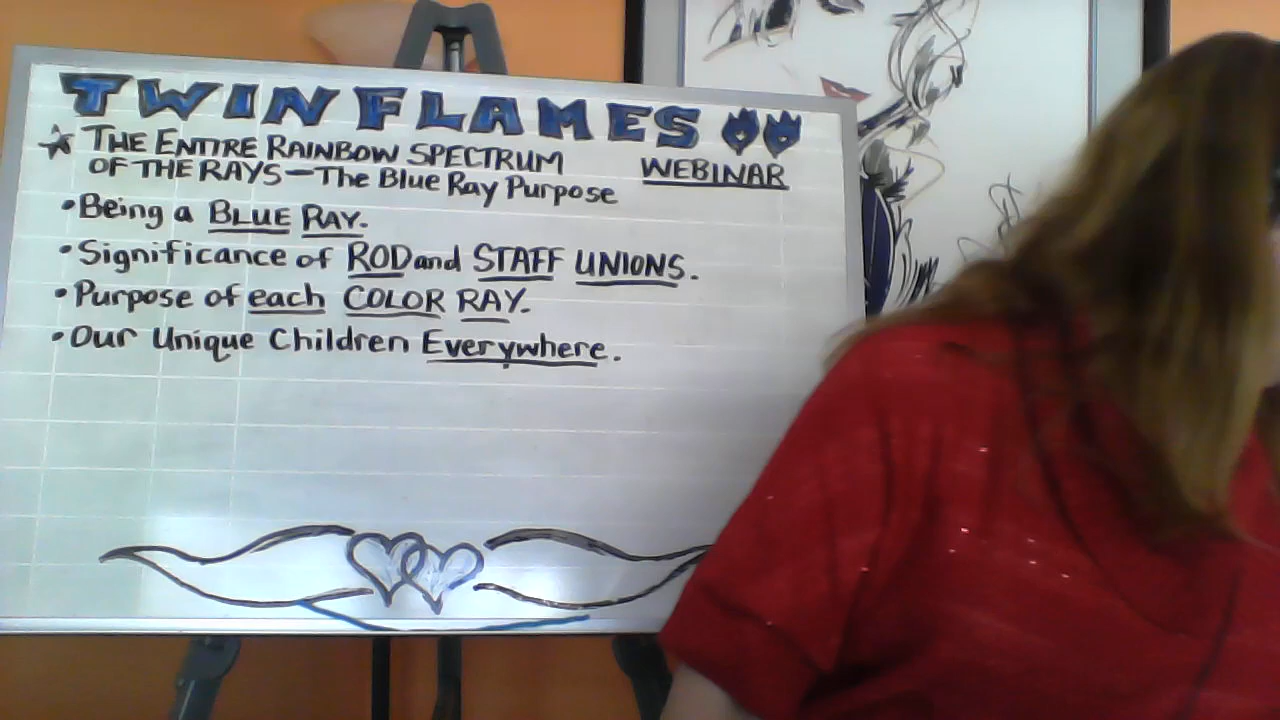 TWIN FLAMES
THE ENTIRE RAINBOW SPECTRUM
OF THE RAYS—The Blue Ray Purpose
WEBINAR
•Being a BLUE RAY.
•Significance of ROD and STAFF UNIONS.
•Purpose of each COLOR RAY.
•Our Unique Children Everywhere.